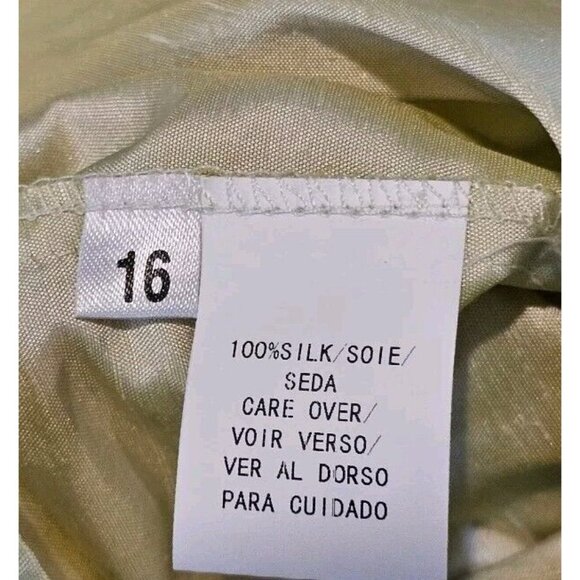 16
100%SILK/SOIE/
SEDA
CARE OVER/
VOIR VERSO/
VER AL DORSO
PARA CUIDADO